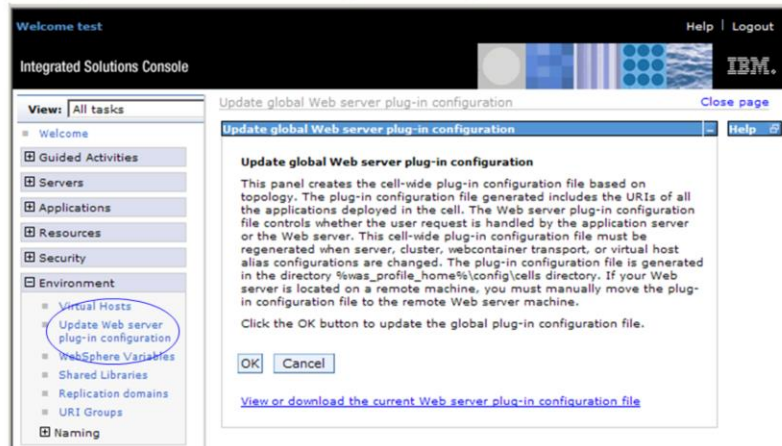 Welcome test
Help | Logout
Integrated Solutions Console
IBM.
View: All tasks
Welcome
Guided Activities
Servers
Applications
Resources
Security
Environment
Virtual Hosts
Update Web server
plug-in configuration
WebSphere Variables
Shared Libraries
Replication domains
URI Groups
Naming
Update global Web server plug-in configuration
Close page
Update global Web server plug-in configuration
Help
Update global Web server plug-in configuration
This panel creates the cell-wide plug-in configuration file based on
topology. The plug-in configuration file generated includes the URIs of all
the applications deployed in the cell. The Web server plug-in configuration
file controls whether the user request is handled by the application server
or the Web server. This cell-wide plug-in configuration file must be
regenerated when server, cluster, webcontainer transport, or virtual host
alias configurations are changed. The plug-in configuration file is generated
in the directory %was_profile_home%\config\cells directory. If your Web
server is located on a remote machine, you must manually move the plug-
in configuration file to the remote Web server machine.
Click the OK button to update the global plug-in configuration file.
OK Cancel
View or download the current Web server plug-in configuration file